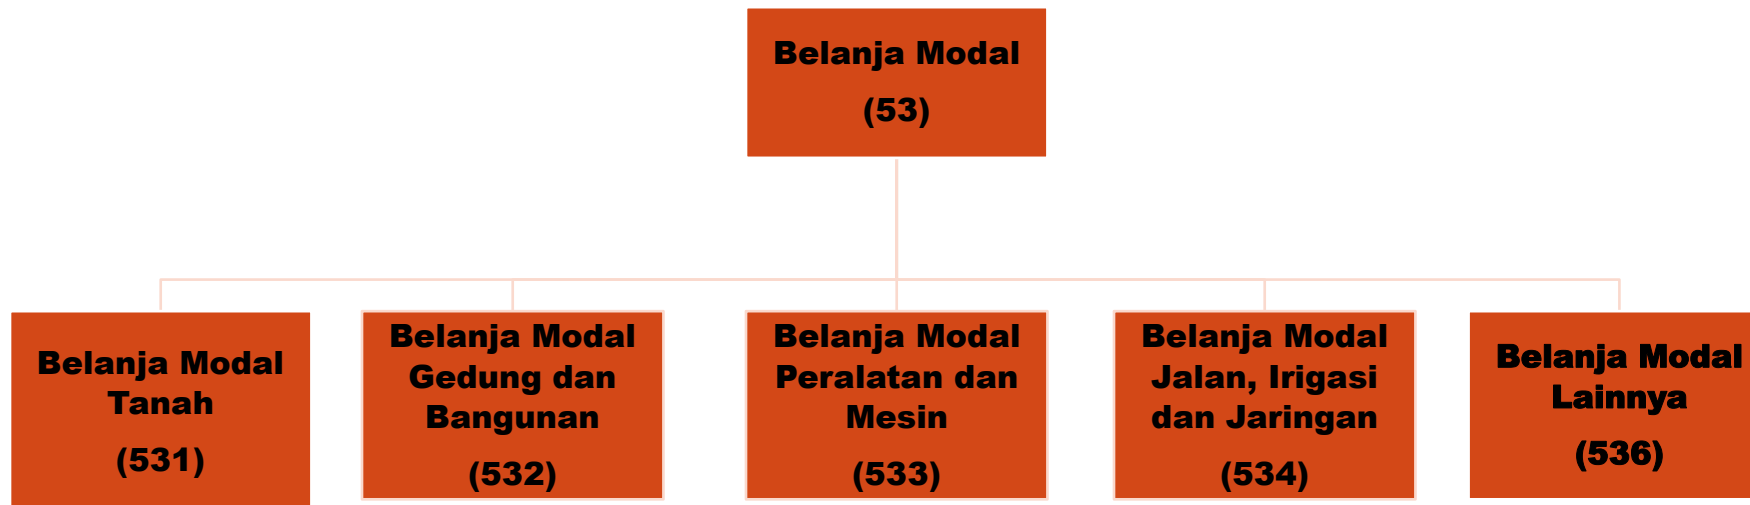 Belanja Modal
(53)
Belanja Modal
Tanah
(531)
Belanja Modal
Gedung dan
Bangunan
(532)
Belanja Modal
Peralatan dan
Mesin
(533)
Belanja Modal
Jalan, Irigasi
dan Jaringan
(534)
Belanja Modal
Lainnya
(536)